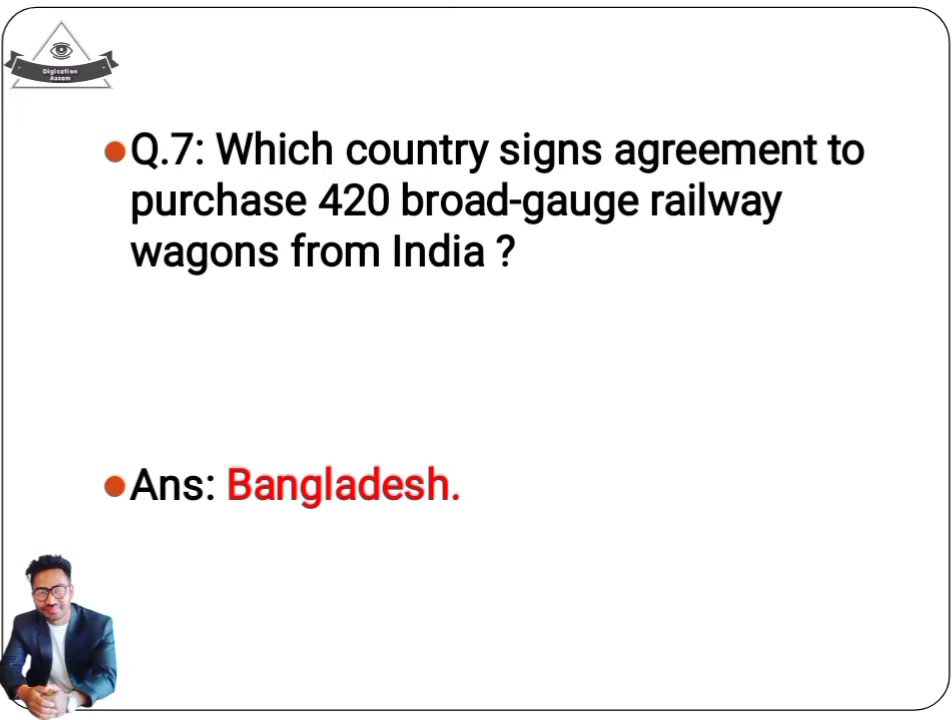 Digication
Assam
Q.7: Which country signs agreement to
purchase 420 broad-gauge railway
wagons from India ?
Ans: Bangladesh.